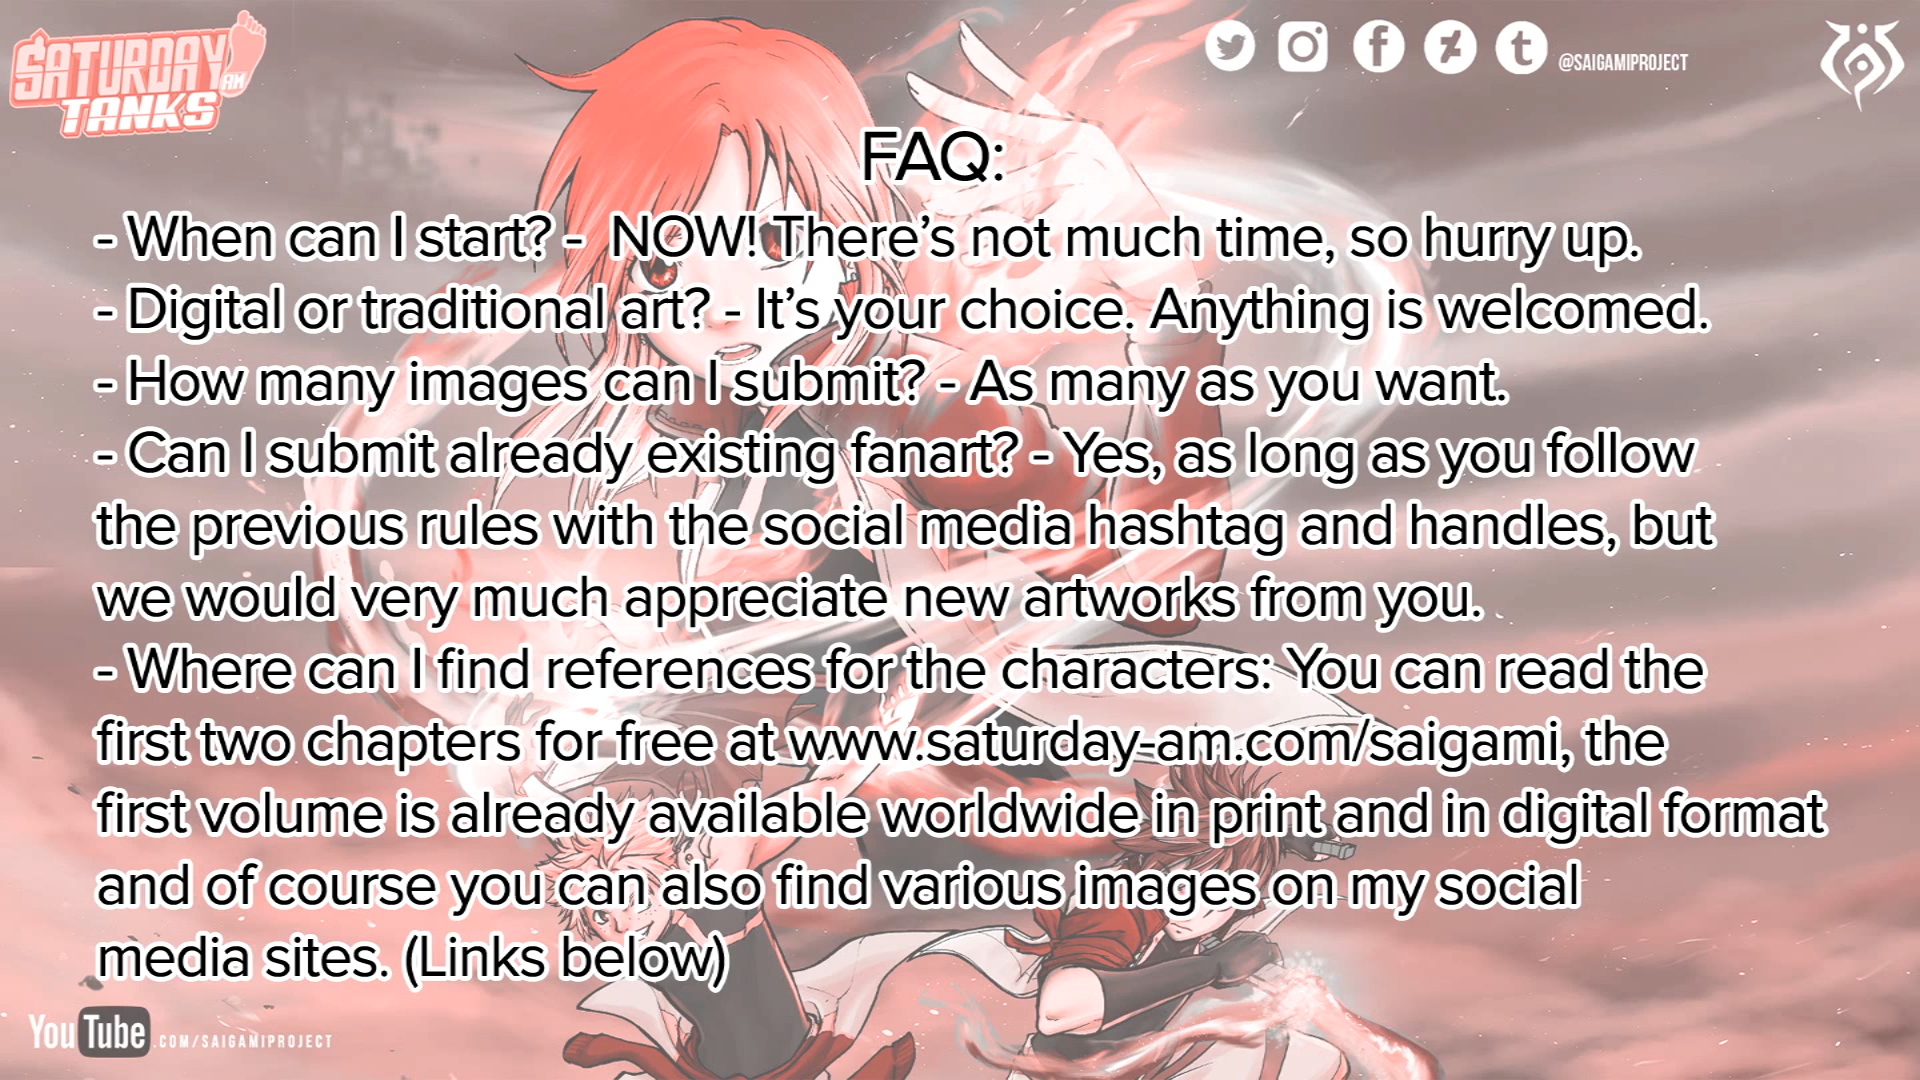 SATURDAY
AM
TANKS
@SAIGAMIPROJECT
FAQ:
- When can I start? -  NOW! There’s not much time, so hurry up.
- Digital or traditional art? - It’s your choice. Anything is welcomed.
- How many images can I submit? - As many as you want.
- Can I submit already existing fanart? - Yes, as long as you follow
the previous rules with the social media hashtag and handles, but
we would very much appreciate new artworks from you.
- Where can I find references for the characters: You can read the
first two chapters for free at www.saturday-am.com/saigami, the
first volume is already available worldwide in print and in digital format
and of course you can also find various images on my social
media sites. (Links below)
YouTube.COM/SAIGAMIPROJECT